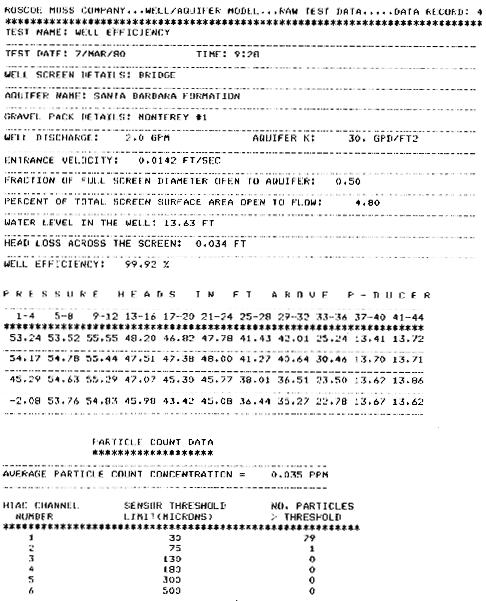 ROSCOE MOSS COMPANY...WELL/AQUIFER MODEL...RAW TEST DATA.....DATA RECORD: 4
************************************************************
TEST NAME: WELL EFFICIENCY
TEST DATE: 7/MAR/80 TIME: 9:28
WELL SCREEN DETAILS: BRIDGE
AQUIFER NAME: SANTA BARBARA FORMATION
GRAVEL PACK DETAILS: MONTEREY #1
WELL DISCHARGE: 2.0 GPM AQUIFER K: 30. GPD/FT2
ENTRANCE VELOCITY: 0.0142 FT/SEC
FRACTION OF FULL SCREEN DIAMETER OPEN TO AQUIFER: 0.50
PERCENT OF TOTAL SCREEN SURFACE AREA OPEN TO FLOW: 4.80
WATER LEVEL IN THE WELL: 13.63 FT
HEAD LOSS ACROSS THE SCREEN: 0.034 FT
WELL EFFICIENCY: 99.92 %
P R E S S U R E H E A D S I N F T A B O V E P - D U C E R
1-4 5-8 9-12 13-16 17-20 21-24 25-28 29-32 33-36 37-40 41-44
************************************************************
53.24 53.52 55.55 48.20 46.82 47.78 41.43 42.01 25.24 13.41 13.72
54.17 54.78 55.44 47.51 47.38 48.00 41.27 40.64 30.46 13.70 13.71
45.29 54.63 55.29 47.07 45.30 45.77 38.01 36.51 23.50 13.67 13.86
-2.08 53.76 54.83 45.98 43.42 45.08 36.44 35.27 22.78 13.67 13.62
PARTICLE COUNT DATA
*******************
AVERAGE PARTICLE COUNT CONCENTRATION = 0.035 PPM
HIAC CHANNEL SENSOR THRESHOLD NO. PARTICLES
NUMBER LIMIT(MICRONS) > THRESHOLD
************************************************************
1 30 79
2 75 1
3 130 0
4 180 0
5 300 0
6 500 0